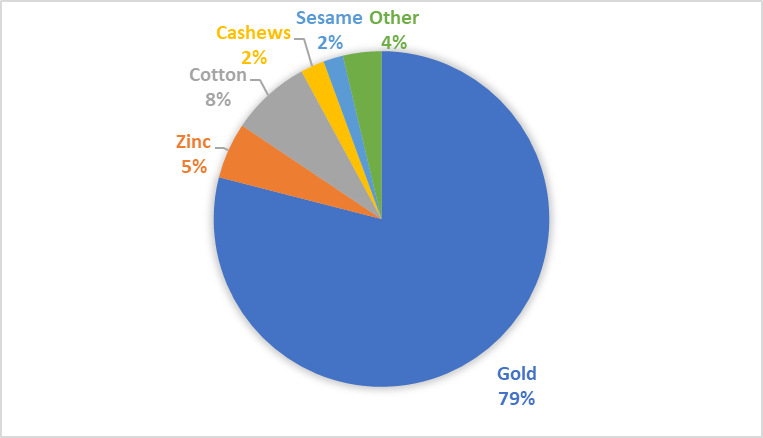 Sesame
2%
Other
4%
Cashews
2%
Cotton
8%
Zinc
5%
Gold
79%